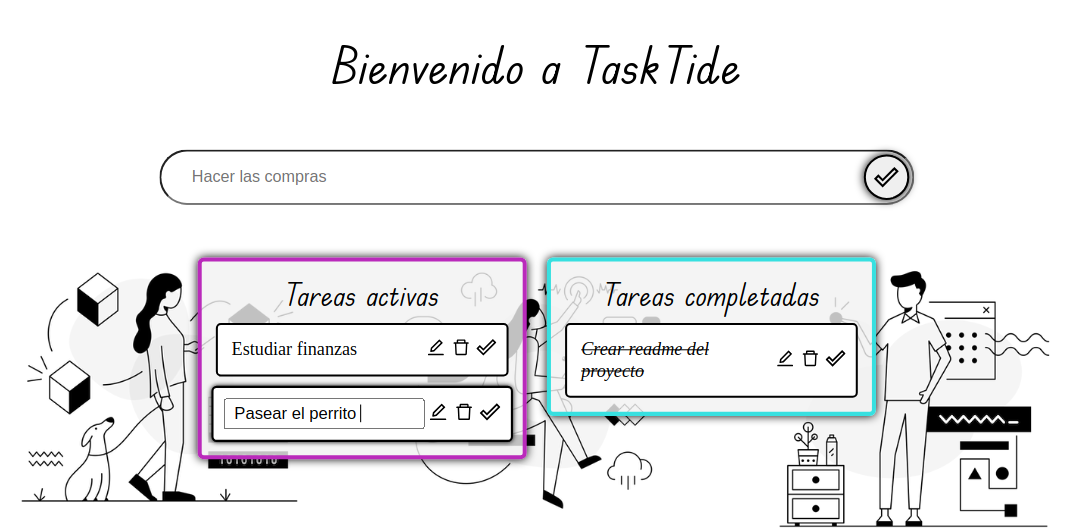 Bienvenido a TaskTide
Hacer las compras
Tareas activas
Estudiar finanzas
Pasear el perrito
Tareas completadas
Crear readme del
proyecto